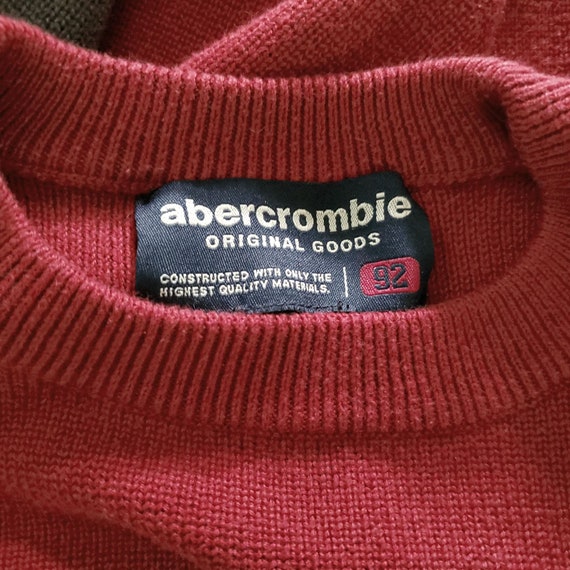 abercrombie
ORIGINAL GOODS
CONSTRUCTED WITH ONLY THE
HIGHEST QUALITY MATERIALS.
92